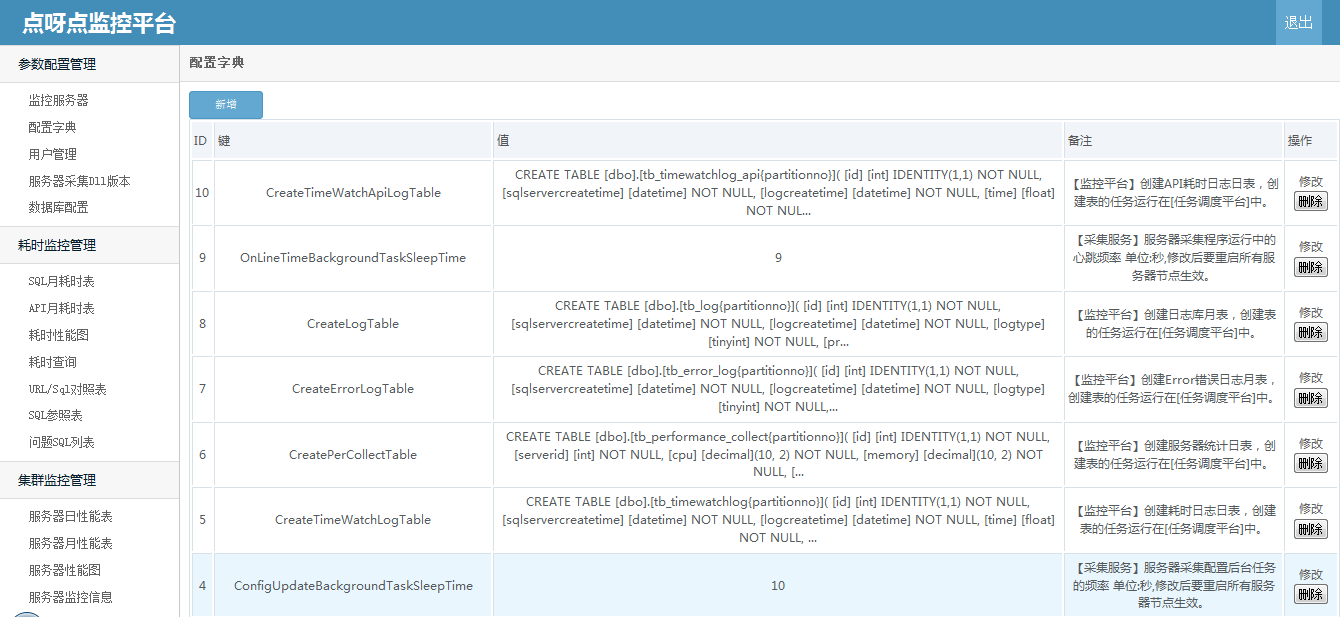 点呀点监控平台
退出
参数配置管理
监控服务器
配置字典
用户管理
服务器采集Dll版本
数据库配置
耗时监控管理
SQL月耗时表
API月耗时表
耗时性能图
耗时查询
URL/Sql对照表
SQL参照表
问题SQL列表
集群监控管理
服务器日性能表
服务器月性能表
服务器性能图
服务器监控信息
配置字典
新增
ID 键 值 备注 操作
10
CreateTimeWatchApiLogTable
CREATE TABLE [dbo].[tb_timewatchlog_api{partitionno}]( [id] [int] IDENTITY(1,1) NOT NULL,
[sqlservercreatetime] [datetime] NOT NULL, [logcreatetime] [datetime] NOT NULL, [time] [float]
NOT NUL...
【监控平台】创建API耗时日志日表，创
建表的任务运行在[任务调度平台]中。
修改
删除
9
OnLineTimeBackgroundTaskSleepTime
9
【采集服务】服务器采集程序运行中的
心跳频率 单位:秒,修改后要重启所有服
务器节点生效。
修改
删除
8
CreateLogTable
CREATE TABLE [dbo].[tb_log{partitionno}]( [id] [int] IDENTITY(1,1) NOT NULL,
[sqlservercreatetime] [datetime] NOT NULL, [logcreatetime] [datetime] NOT NULL, [logtype]
[tinyint] NOT NULL, [pr...
【监控平台】创建日志库月表，创建表
的任务运行在[任务调度平台]中。
修改
删除
7
CreateErrorLogTable
CREATE TABLE [dbo].[tb_error_log{partitionno}]( [id] [int] IDENTITY(1,1) NOT NULL,
[sqlservercreatetime] [datetime] NOT NULL, [logcreatetime] [datetime] NOT NULL, [logtype]
[tinyint] NOT NULL,...
【监控平台】创建Error错误日志月表，
创建表的任务运行在[任务调度平台]中。
修改
删除
6
CreatePerCollectTable
CREATE TABLE [dbo].[tb_performance_collect{partitionno}]( [id] [int] IDENTITY(1,1) NOT NULL,
[serverid] [int] NOT NULL, [cpu] [decimal](10, 2) NOT NULL, [memory] [decimal](10, 2) NOT
NULL, [...
【监控平台】创建服务器统计日表，创
建表的任务运行在[任务调度平台]中。
修改
删除
5
CreateTimeWatchLogTable
CREATE TABLE [dbo].[tb_timewatchlog{partitionno}]( [id] [int] IDENTITY(1,1) NOT NULL,
[sqlservercreatetime] [datetime] NOT NULL, [logcreatetime] [datetime] NOT NULL, [time] [float]
NOT NULL, ...
【监控平台】创建耗时日志日表，创建
表的任务运行在[任务调度平台]中。
修改
删除
4
ConfigUpdateBackgroundTaskSleepTime
10
【采集服务】服务器采集配置后台任务
的频率 单位:秒,修改后要重启所有服务
器节点生效。
修改
删除